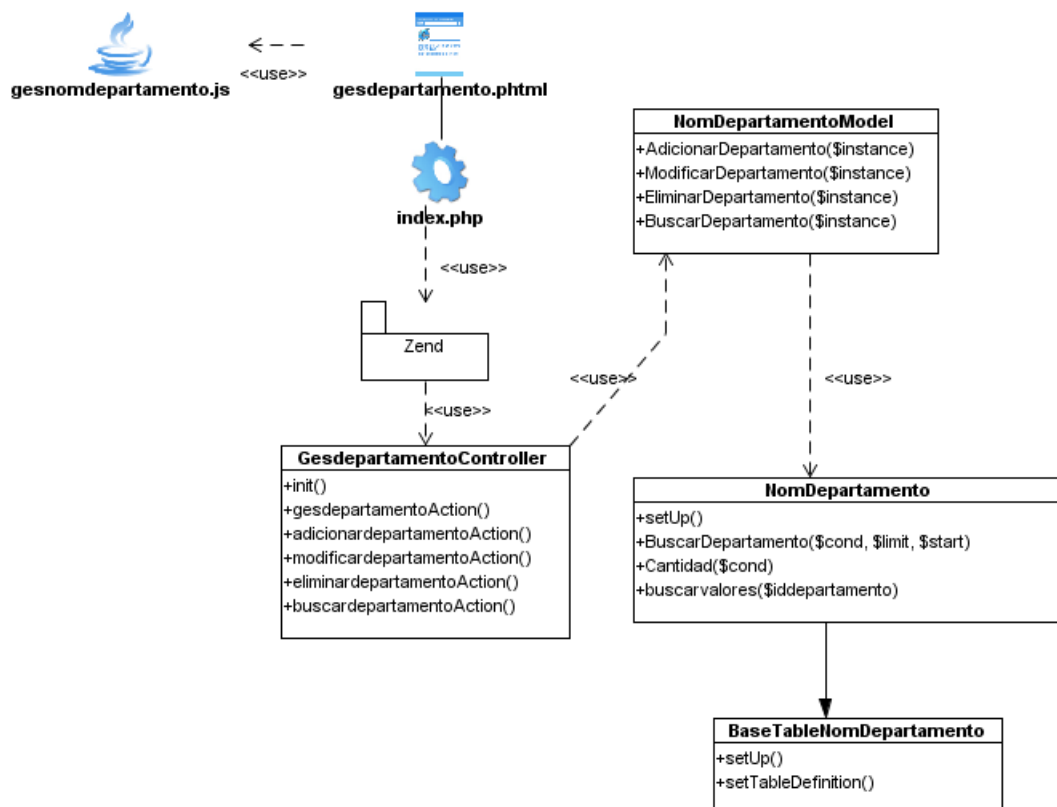 gesnomdepartamento.js
<<use>>
gesdepartamento.phtml
index.php
<<use>>
Zend
<<use>>
GesdepartamentoController
+init()
+gesdepartamentoAction()
+adicionardepartamentoAction()
+modificardepartamentoAction()
+eliminardepartamentoAction()
+buscardepartamentoAction()
<<use>>
NomDepartamentoModel
+AdicionarDepartamento($instance)
+ModificarDepartamento($instance)
+EliminarDepartamento($instance)
+BuscarDepartamento($instance)
<<use>>
NomDepartamento
+setUp()
+BuscarDepartamento($cond, $limit, $start)
+Cantidad($cond)
+buscarvalores($iddepartamento)
BaseTableNomDepartamento
+setUp()
+setTableDefinition()